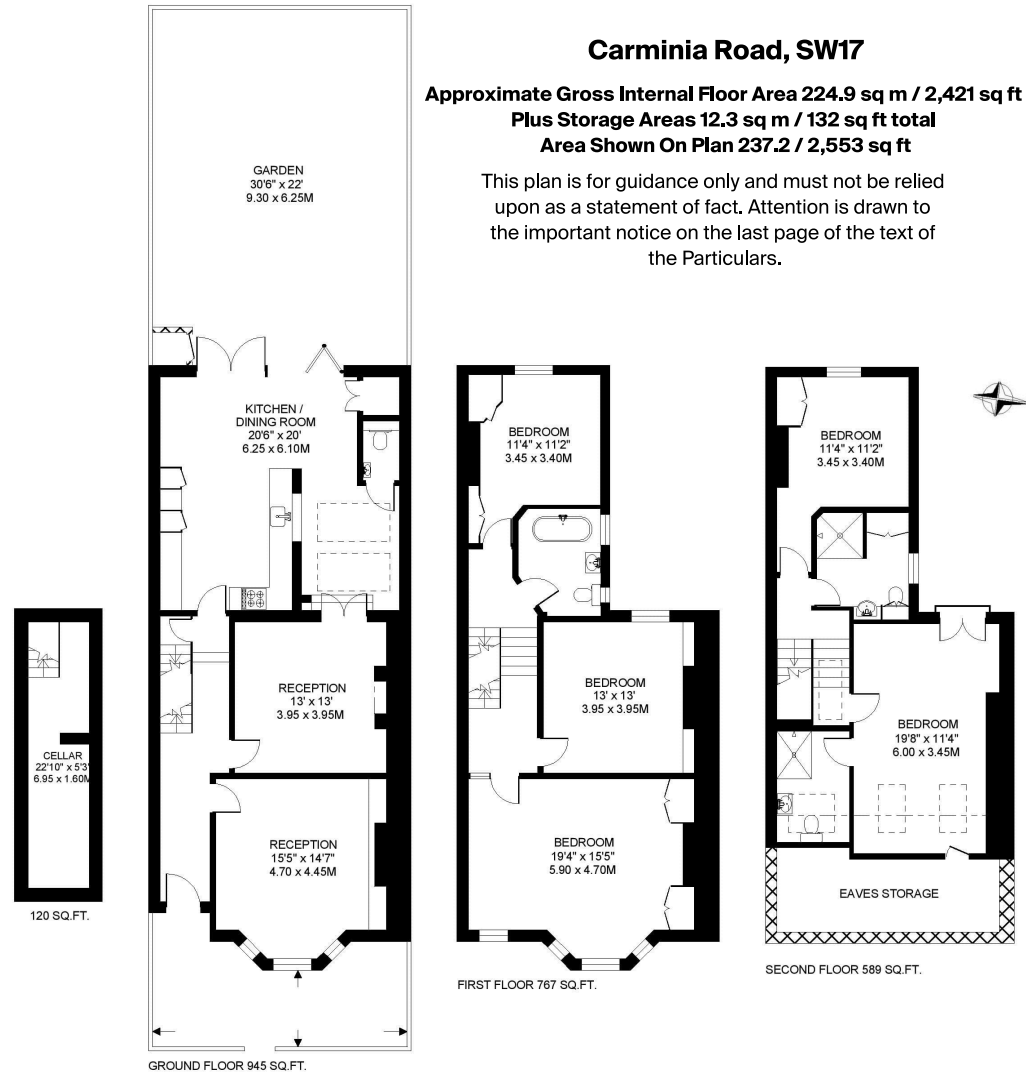 Carminia Road, SW17
Approximate Gross Internal Floor Area 224.9 sq m / 2,421 sq ft
Plus Storage Areas 12.3 sq m / 132 sq ft total
Area Shown On Plan 237.2 / 2,553 sq ft
This plan is for guidance only and must not be relied
upon as a statement of fact. Attention is drawn to
the important notice on the last page of the text of
the Particulars.
GARDEN
30'6" x 22'
9.30 x 6.25M
KITCHEN /
DINING ROOM
20'6" x 20'
6.25 x 6.10M
RECEPTION
13' x 13'
3.95 x 3.95M
RECEPTION
15'5" x 14'7"
4.70 x 4.45M
GROUND FLOOR 945 SQ.FT.
CELLAR
22'10" x 5'3"
6.95 x 1.60M
120 SQ.FT.
BEDROOM
11'4" x 11'2"
3.45 x 3.40M
BEDROOM
13' x 13'
3.95 x 3.95M
BEDROOM
19'4" x 15'5"
5.90 x 4.70M
FIRST FLOOR 767 SQ.FT.
BEDROOM
11'4" x 11'2"
3.45 x 3.40M
BEDROOM
19'8" x 11'4"
6.00 x 3.45M
EAVES STORAGE
SECOND FLOOR 589 SQ.FT.